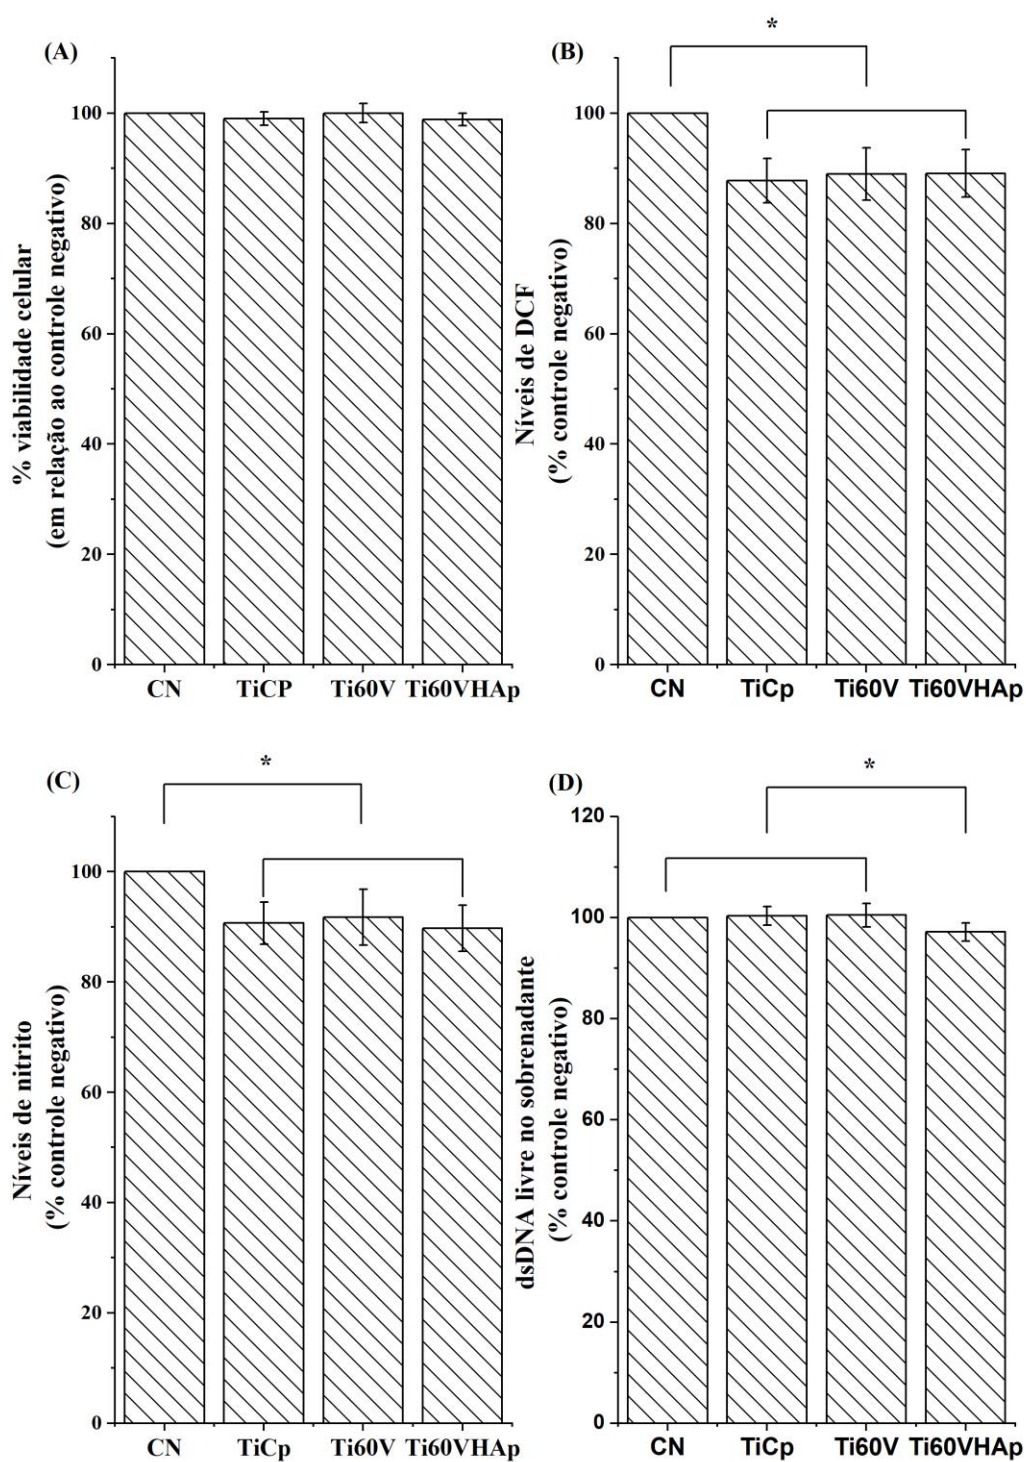 (A)
% viabilidade celular
(em relação ao controle negativo)
100
80
60
40
20
0
CN TiCP Ti60V Ti60VHAp
(B)
*
Níveis de DCF
(% controle negativo)
100
80
60
40
20
0
CN TiCp Ti60V Ti60VHAp
(C)
*
Níveis de nitrito
(% controle negativo)
100
80
60
40
20
0
CN TiCp Ti60V Ti60VHAp
(D)
*
dsDNA livre no sobrenadante
(% controle negativo)
120
100
80
60
40
20
0
CN TiCp Ti60V Ti60VHAp